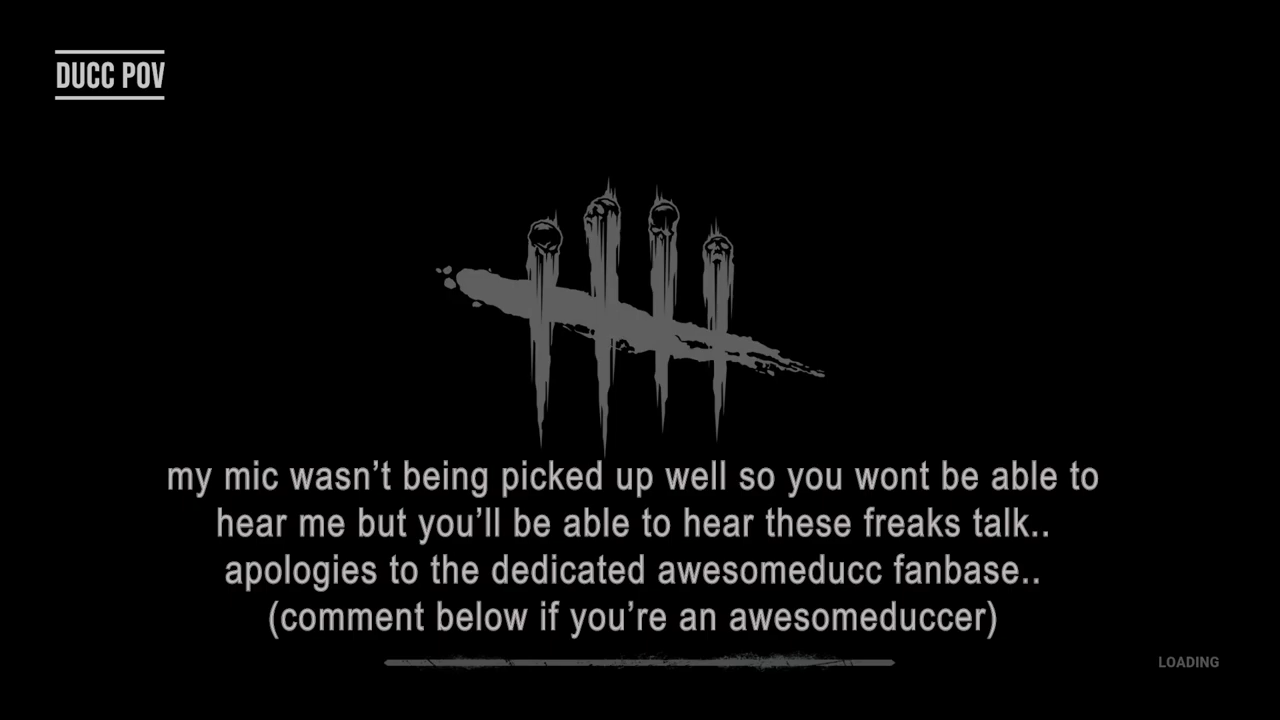 DUCC POV
my mic wasn’t being picked up well so you wont be able to
hear me but you’ll be able to hear these freaks talk..
apologies to the dedicated awesomeducc fanbase..
(comment below if you’re an awesomeduccer)
LOADING